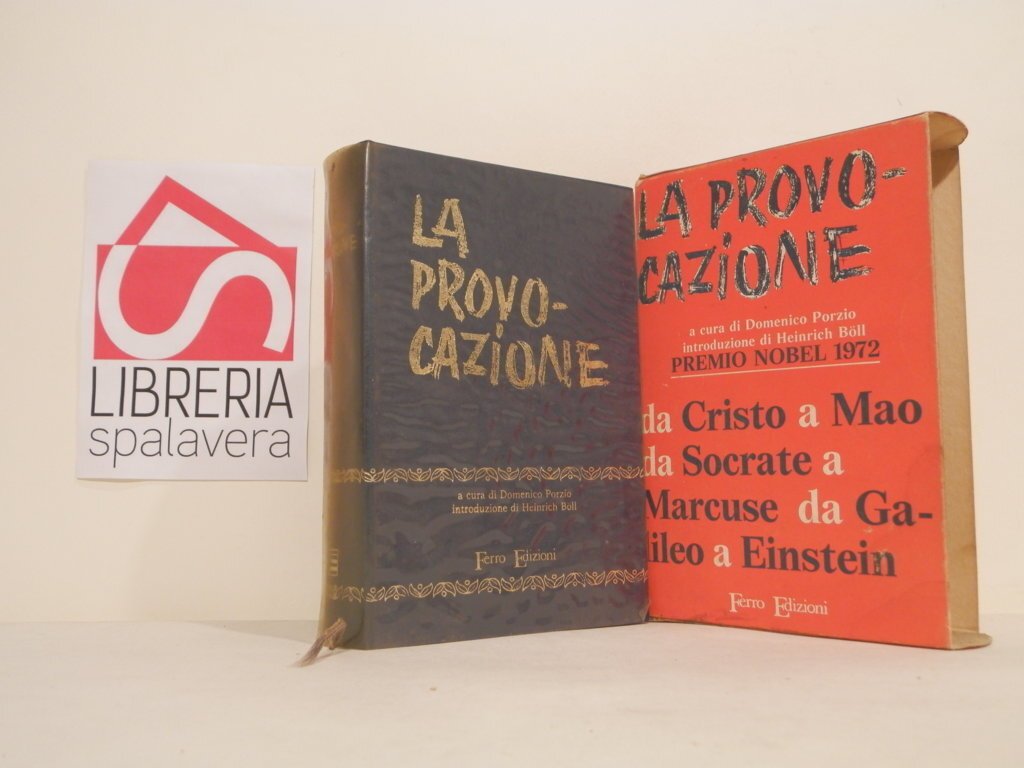 LIBRERIA
spalavera
LA
PROVO-
CAZIONE
a cura di Domenico Porzio
introduzione di Heinrich Böll
Ferro Edizioni
LA PROVO-
CAZIONE
a cura di Domenico Porzio
introduzione di Heinrich Böll
PREMIO NOBEL 1972
da Cristo a Mao
da Socrate a
Marcuse da Ga-
lileo a Einstein
Ferro Edizioni